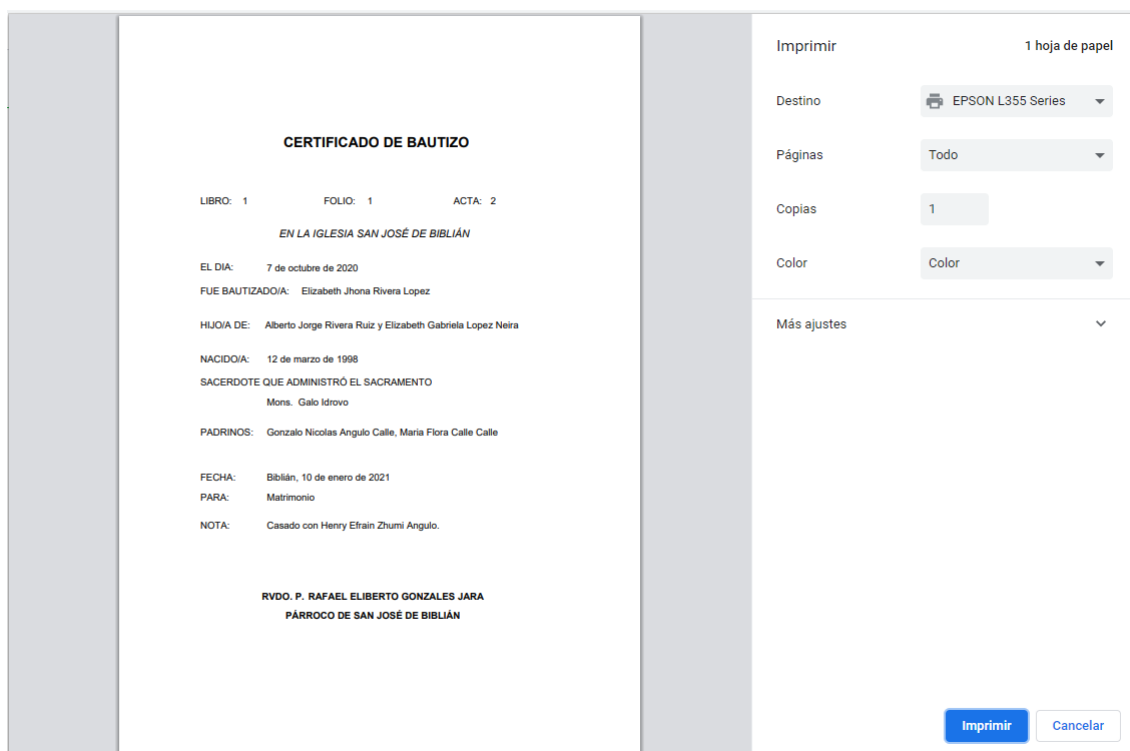 CERTIFICADO DE BAUTIZO
LIBRO: 1 FOLIO: 1 ACTA: 2
EN LA IGLESIA SAN JOSÉ DE BIBLIÁN
EL DIA: 7 de octubre de 2020
FUE BAUTIZADO/A: Elizabeth Jhona Rivera Lopez
HIJO/A DE: Alberto Jorge Rivera Ruiz y Elizabeth Gabriela Lopez Neira
NACIDO/A: 12 de marzo de 1998
SACERDOTE QUE ADMINISTRÓ EL SACRAMENTO
Mons. Galo Idrovo
PADRINOS: Gonzalo Nicolas Angulo Calle, Maria Flora Calle Calle
FECHA: Biblián, 10 de enero de 2021
PARA: Matrimonio
NOTA: Casado con Henry Efrain Zhumi Angulo.
RVDO. P. RAFAEL ELIBERTO GONZALES JARA
PÁRROCO DE SAN JOSÉ DE BIBLIÁN
Imprimir 1 hoja de papel
Destino EPSON L355 Series
Páginas Todo
Copias 1
Color Color
Más ajustes
Imprimir Cancelar